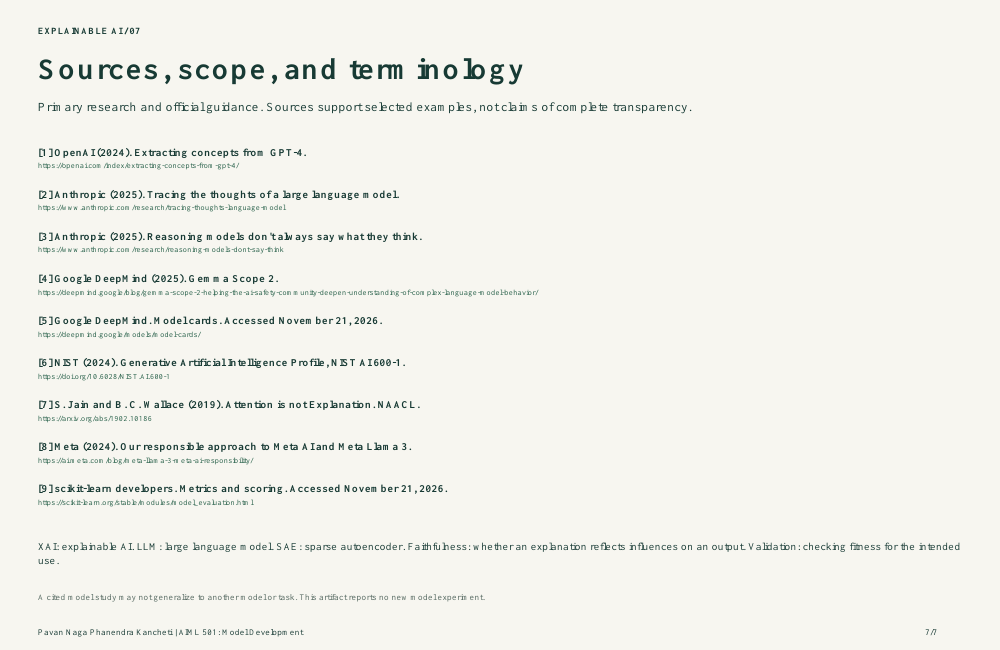 EXPLAINABLE AI/07
Sources, scope, and terminology
Primary research and official guidance. Sources support selected examples, not claims of complete transparency.
[1] OpenAI (2024). Extracting concepts from GPT-4.
https://openai.com/index/extracting-concepts-from-gpt-4/
[2] Anthropic (2025). Tracing the thoughts of a large language model.
https://www.anthropic.com/research/tracing-thoughts-language-model
[3] Anthropic (2025). Reasoning models don't always say what they think.
https://www.anthropic.com/research/reasoning-models-dont-say-think
[4] Google DeepMind (2025). Gemma Scope 2.
https://deepmind.google/blog/gemma-scope-2-helping-the-ai-safety-community-deepen-understanding-of-complex-language-model-behavior/
[5] Google DeepMind. Model cards. Accessed November 21, 2026.
https://deepmind.google/models/model-cards/
[6] NIST (2024). Generative Artificial Intelligence Profile, NIST AI 600-1.
https://doi.org/10.6028/NIST.AI.600-1
[7] S. Jain and B. C. Wallace (2019). Attention is not Explanation. NAACL.
https://arxiv.org/abs/1902.10186
[8] Meta (2024). Our responsible approach to Meta AI and Meta Llama 3.
https://ai.meta.com/blog/meta-llama-3-meta-ai-responsibility/
[9] scikit-learn developers. Metrics and scoring. Accessed November 21, 2026.
https://scikit-learn.org/stable/modules/model_evaluation.html
XAI: explainable AI. LLM: large language model. SAE: sparse autoencoder. Faithfulness: whether an explanation reflects influences on an output. Validation: checking fitness for the intended
use.
A cited model study may not generalize to another model or task. This artifact reports no new model experiment.
Pavan Naga Phanendra Kancheti | AIML 501: Model Development
7/7